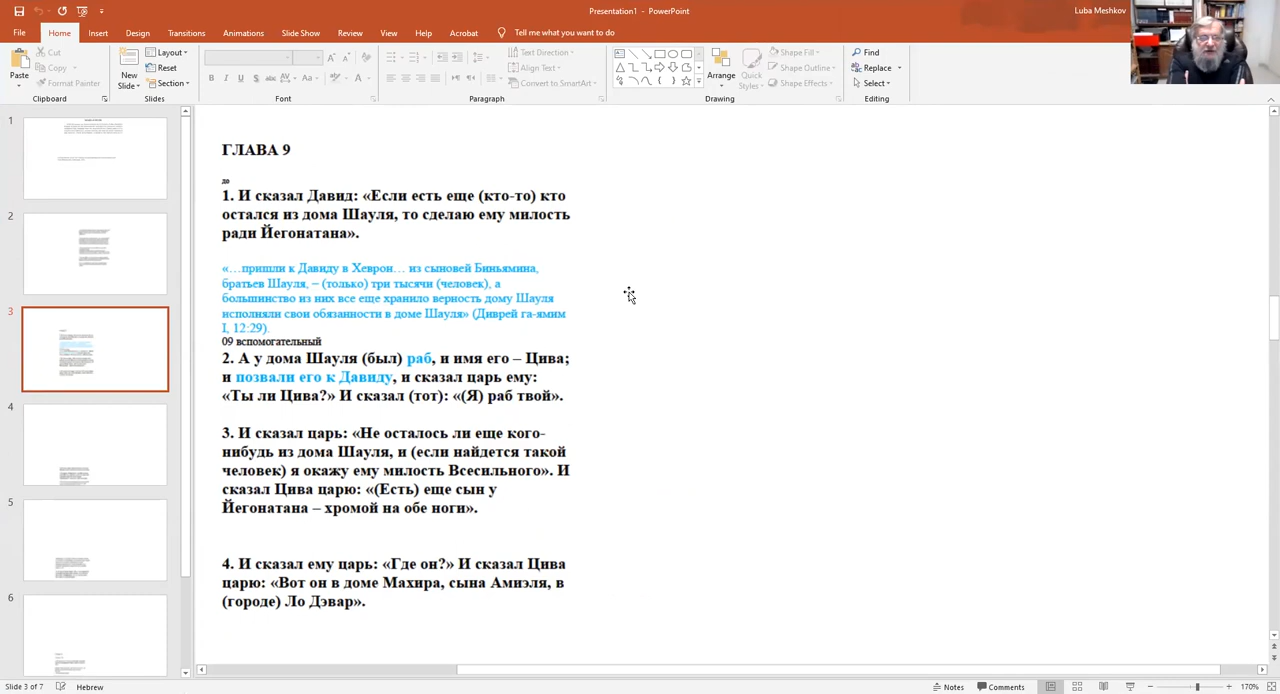 Presentation1 - PowerPoint
Luba Meshkov
File Home Insert Design Transitions Animations Slide Show Review View Help Acrobat Tell me what you want to do
Cut
Copy
Format Painter
Paste
Clipboard
New
Slide
Layout
Reset
Section
Slides
B I U S abc AV Aa A
Font
Text Direction
Align Text
Convert to SmartArt
Paragraph
Arrange
Quick
Styles
Shape Fill
Shape Outline
Shape Effects
Drawing
Find
Replace
Select
Editing
1
2
3
4
5
6
ГЛАВА 9
до
1. И сказал Давид: «Если есть еще (кто-то) кто
остался из дома Шауля, то сделаю ему милость
ради Йегонатана».
«…пришли к Давиду в Хеврон… из сыновей Биньямина,
братьев Шауля, – (только) три тысячи (человек), а
большинство из них все еще хранило верность дому Шауля
исполняли свои обязанности в доме Шауля» (Диврей га-ямим
I, 12:29).
09 вспомогательный
2. А у дома Шауля (был) раб, и имя его – Цива;
и позвали его к Давиду, и сказал царь ему:
«Ты ли Цива?» И сказал (тот): «(Я) раб твой».
3. И сказал царь: «Не осталось ли еще кого-
нибудь из дома Шауля, и (если найдется такой
человек) я окажу ему милость Всесильного». И
сказал Цива царю: «(Есть) еще сын у
Йегонатана – хромой на обе ноги».
4. И сказал ему царь: «Где он?» И сказал Цива
царю: «Вот он в доме Махира, сына Амиэля, в
(городе) Ло Дэвар».
Slide 3 of 7 Hebrew Notes Comments 170%